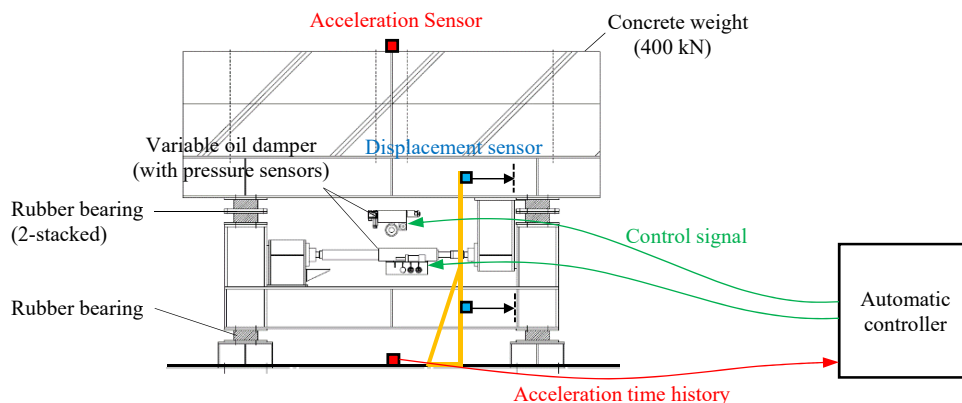 Acceleration Sensor
Concrete weight
(400 kN)
Variable oil damper
(with pressure sensors)
Displacement sensor
Rubber bearing
(2-stacked)
Control signal
Rubber bearing
Automatic
controller
Acceleration time history